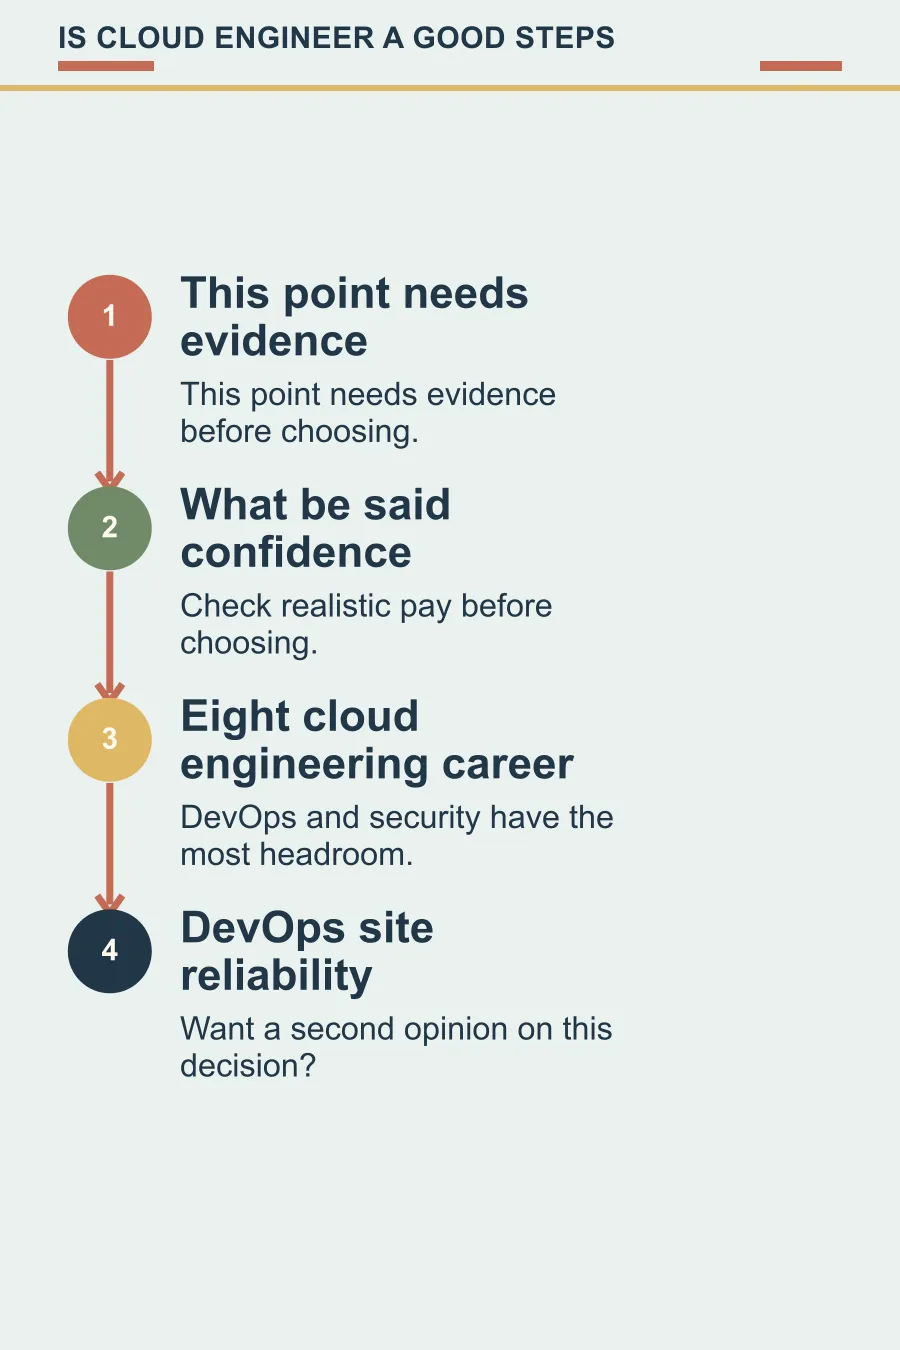 IS CLOUD ENGINEER A GOOD STEPS
1
This point needs
evidence
This point needs evidence
before choosing.
2
What be said
confidence
Check realistic pay before
choosing.
3
Eight cloud
engineering career
DevOps and security have the
most headroom.
4
DevOps site
reliability
Want a second opinion on this
decision?